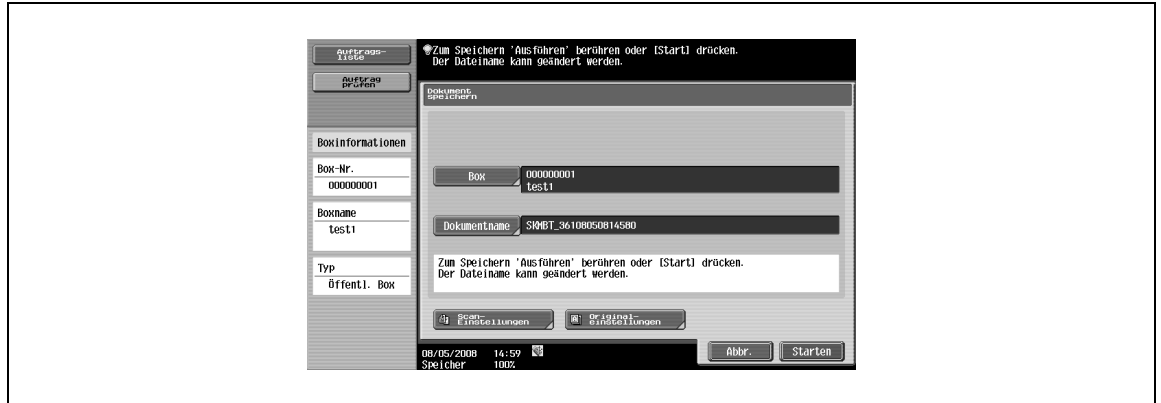 Auftrags-
liste
Auftrag
prüfen
Boxinformationen
Box-Nr.
000000001
Boxname
test1
Typ
Öffentl. Box
Zum Speichern 'Ausführen' berühren oder [Start] drücken.
Der Dateiname kann geändert werden.
Dokument
speichern
Box
000000001
test1
Dokumentname
SKMBT_36108050814580
Zum Speichern 'Ausführen' berühren oder [Start] drücken.
Der Dateiname kann geändert werden.
Scan-
Einstellungen
Original-
einstellungen
08/05/2008 14:59
Speicher 100%
Abbr.
Starten